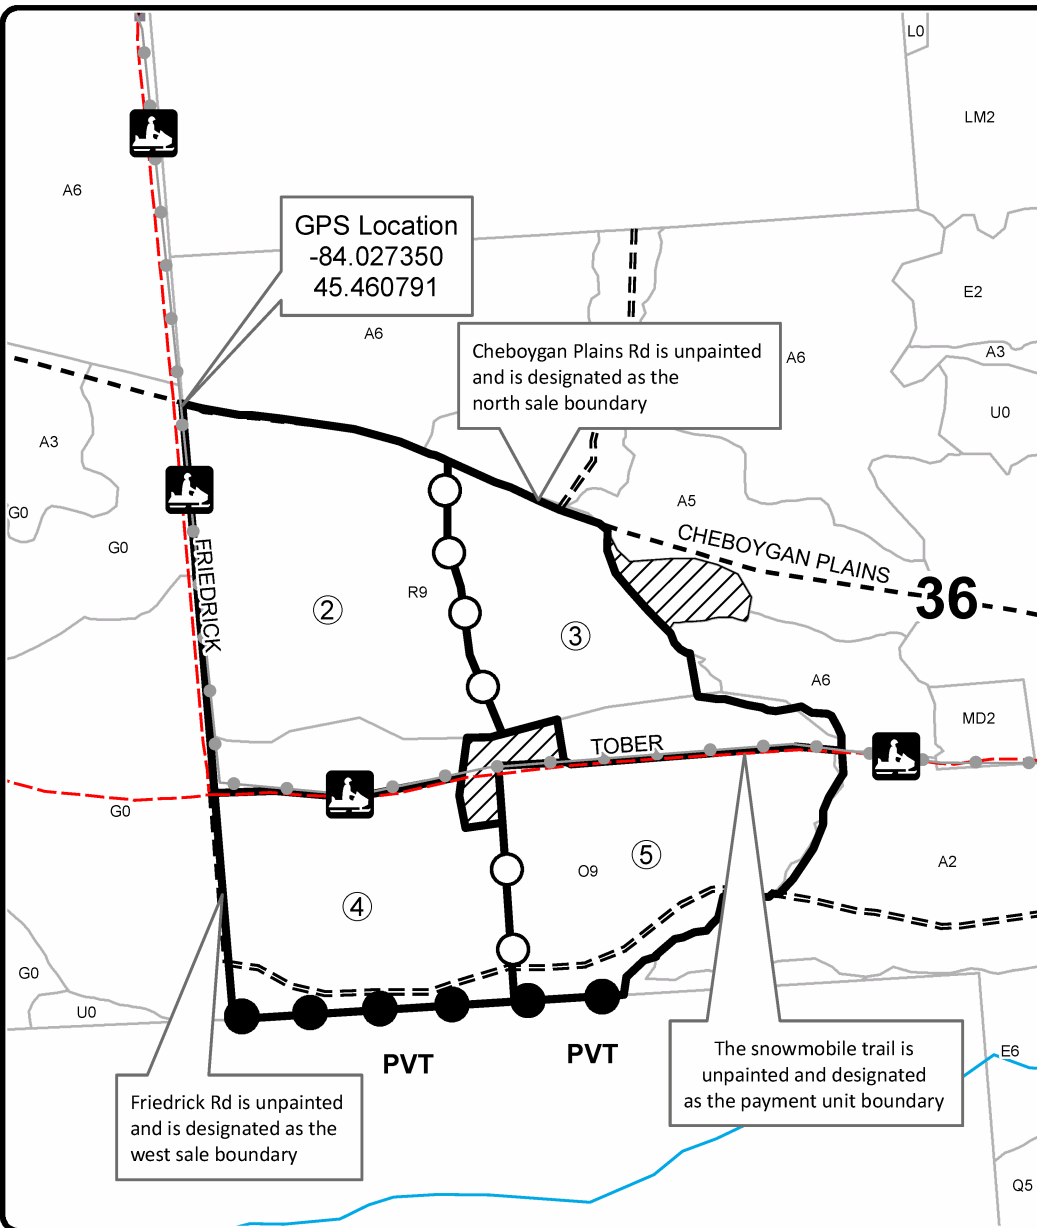 L0
LM2
A6
GPS Location
-84.027350
45.460791
E2
A6
Cheboygan Plains Rd is unpainted
and is designated as the
north sale boundary
A6
A3
U0
A3
A5
G0
G0
CHEBOYGAN PLAINS
36
FRIEDRICK
R9
2
3
A6
MD2
TOBER
G0
5
O9
A2
4
G0
U0
PVT
PVT
The snowmobile trail is
unpainted and designated
as the payment unit boundary
E6
Friedrick Rd is unpainted
and is designated as the
west sale boundary
Q5